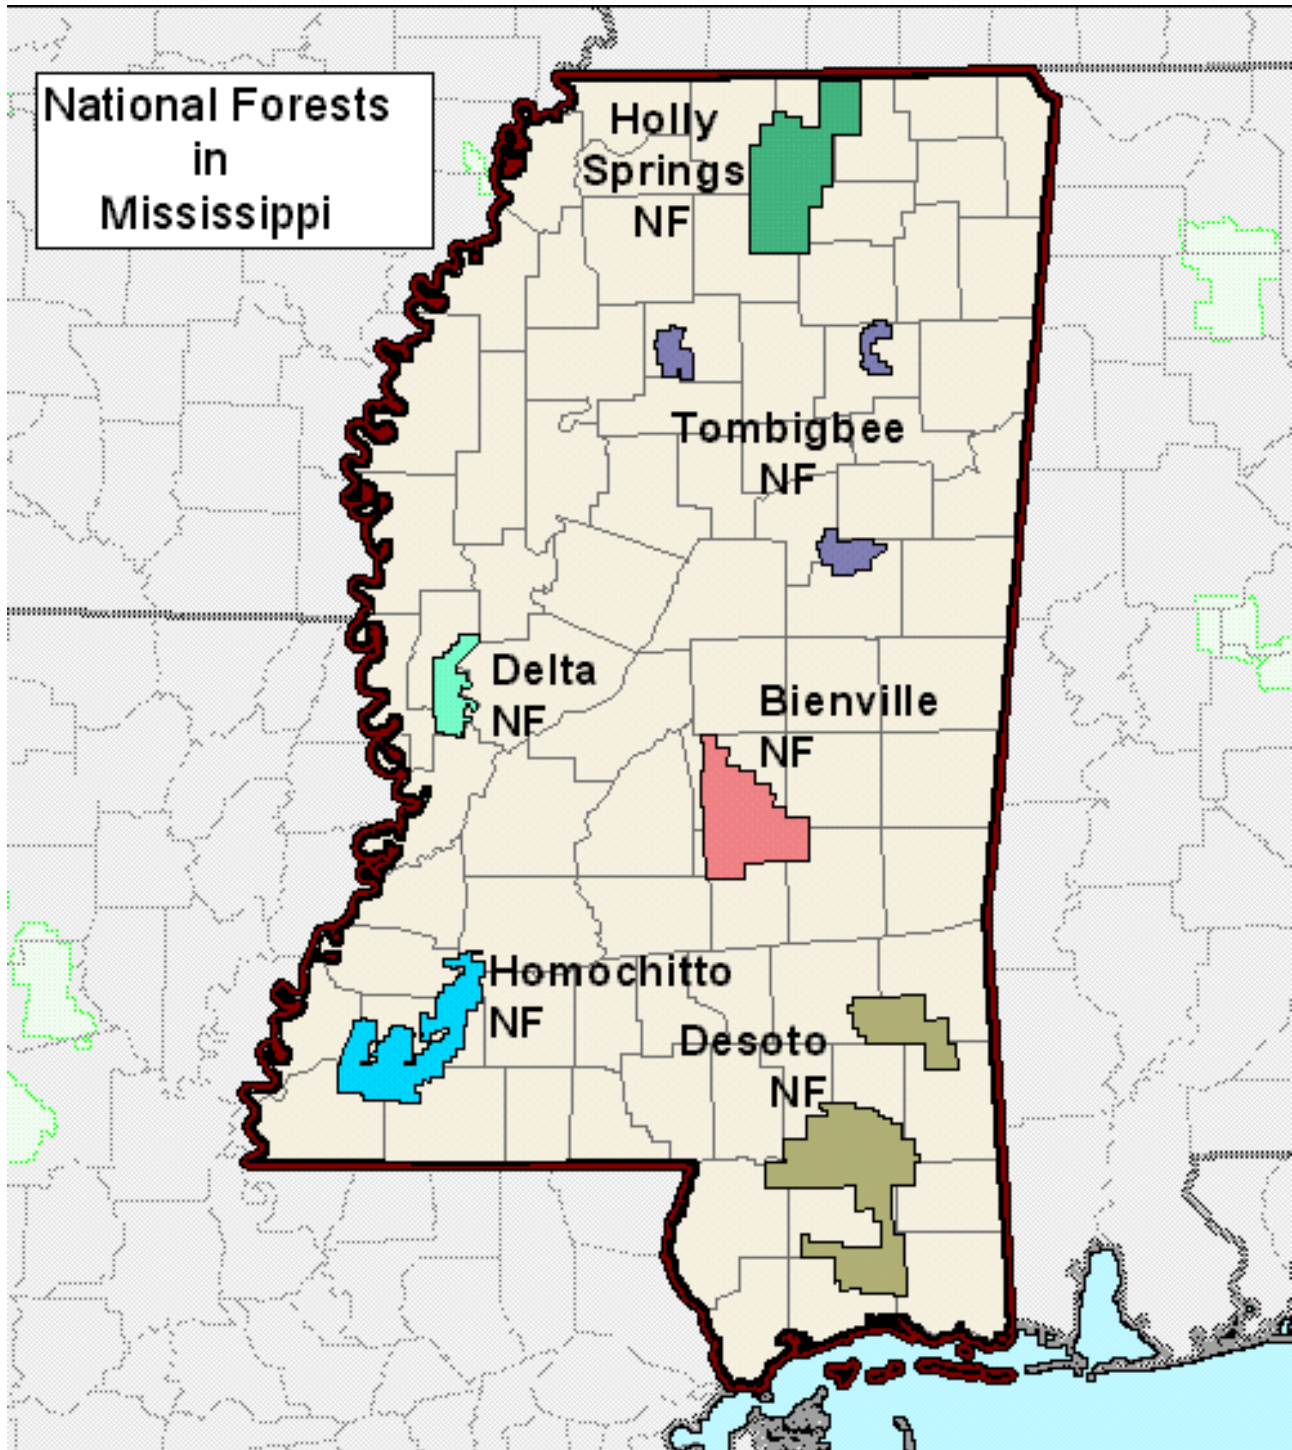 National Forests
in
Mississippi
Holly
Springs
NF
Tombigbee
NF
Delta
NF
Bienville
NF
Homochitto
NF
Desoto
NF